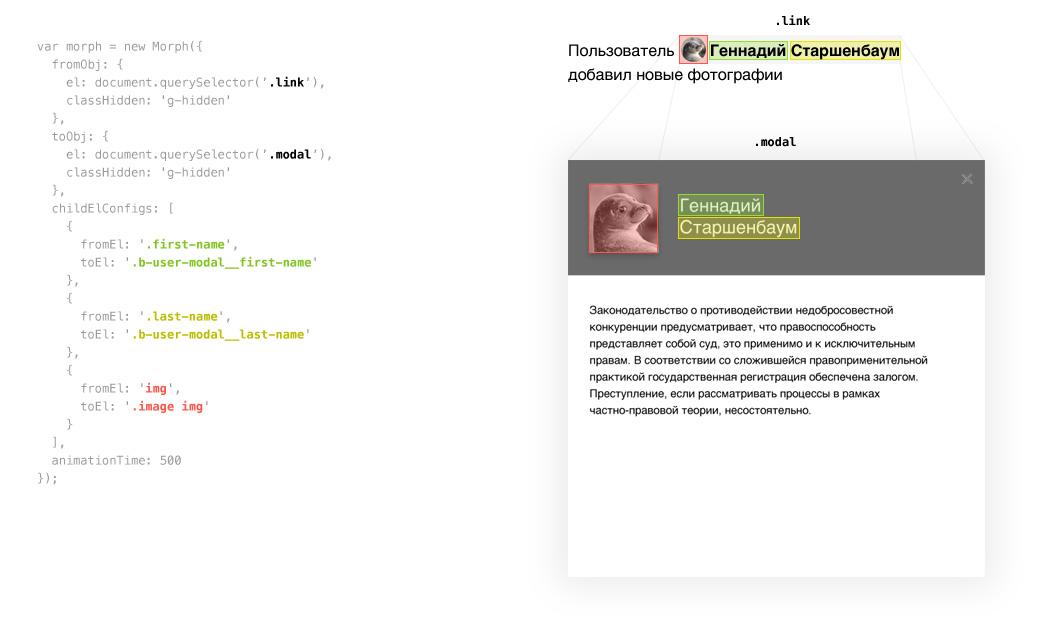 var morph = new Morph({
fromObj: {
el: document.querySelector('.link'),
classHidden: 'g-hidden'
},
toObj: {
el: document.querySelector('.modal'),
classHidden: 'g-hidden'
},
childElConfigs: [
{
fromEl: '.first-name',
toEl: '.b-user-modal__first-name'
},
{
fromEl: '.last-name',
toEl: '.b-user-modal__last-name'
},
{
fromEl: 'img',
toEl: '.image img'
}
],
animationTime: 500
});
.link
Пользователь Геннадий Старшенбаум
добавил новые фотографии
.modal
×
Геннадий
Старшенбаум
Законодательство о противодействии недобросовестной
конкуренции предусматривает, что правоспособность
представляет собой суд, это применимо и к исключительным
правам. В соответствии со сложившейся правоприменительной
практикой государственная регистрация обеспечена залогом.
Преступление, если рассматривать процессы в рамках
частно-правовой теории, несостоятельно.